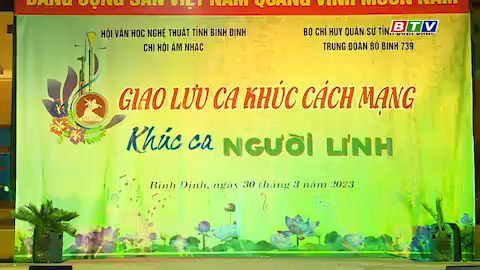 ĐẢNG CỘNG SẢN VIỆT NAM QUANG VINH MUÔN NĂM
BTV
HỘI VĂN HỌC NGHỆ THUẬT TỈNH BÌNH ĐỊNH
CHI HỘI ÂM NHẠC
BỘ CHỈ HUY QUÂN SỰ TỈNH
TRUNG ĐOÀN BỘ BINH 739
GIAO LƯU CA KHÚC CÁCH MẠNG
Khúc ca NGƯỜI LÍNH
Bình Định, ngày 30 tháng 3 năm 2023